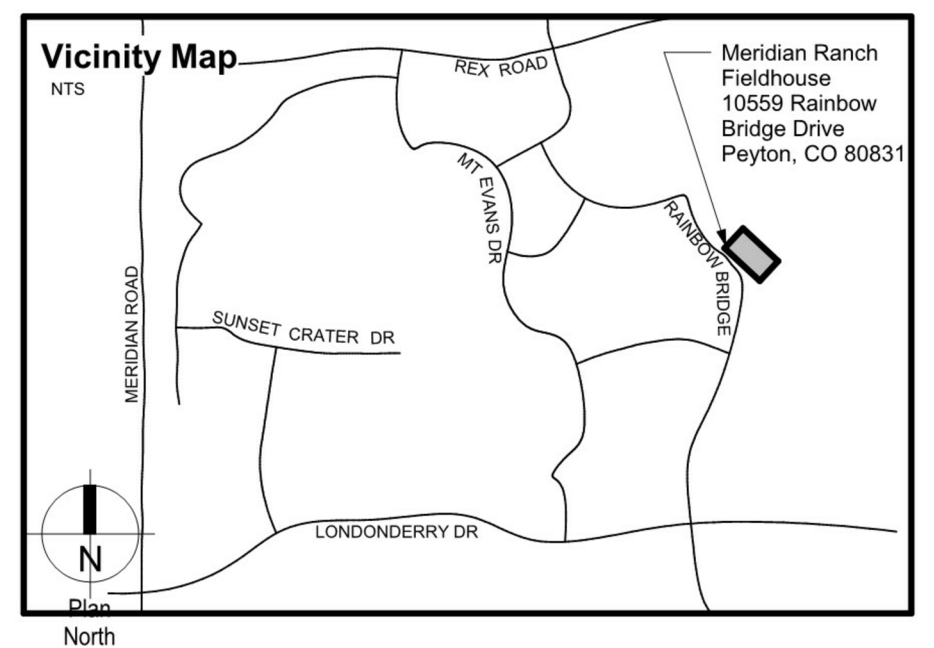 Vicinity Map
NTS
REX ROAD
Meridian Ranch
Fieldhouse
10559 Rainbow
Bridge Drive
Peyton, CO 80831
MT EVANS DR
RAINBOW BRIDGE
MERIDIAN ROAD
SUNSET CRATER DR
LONDONDERRY DR
N
Plan
North